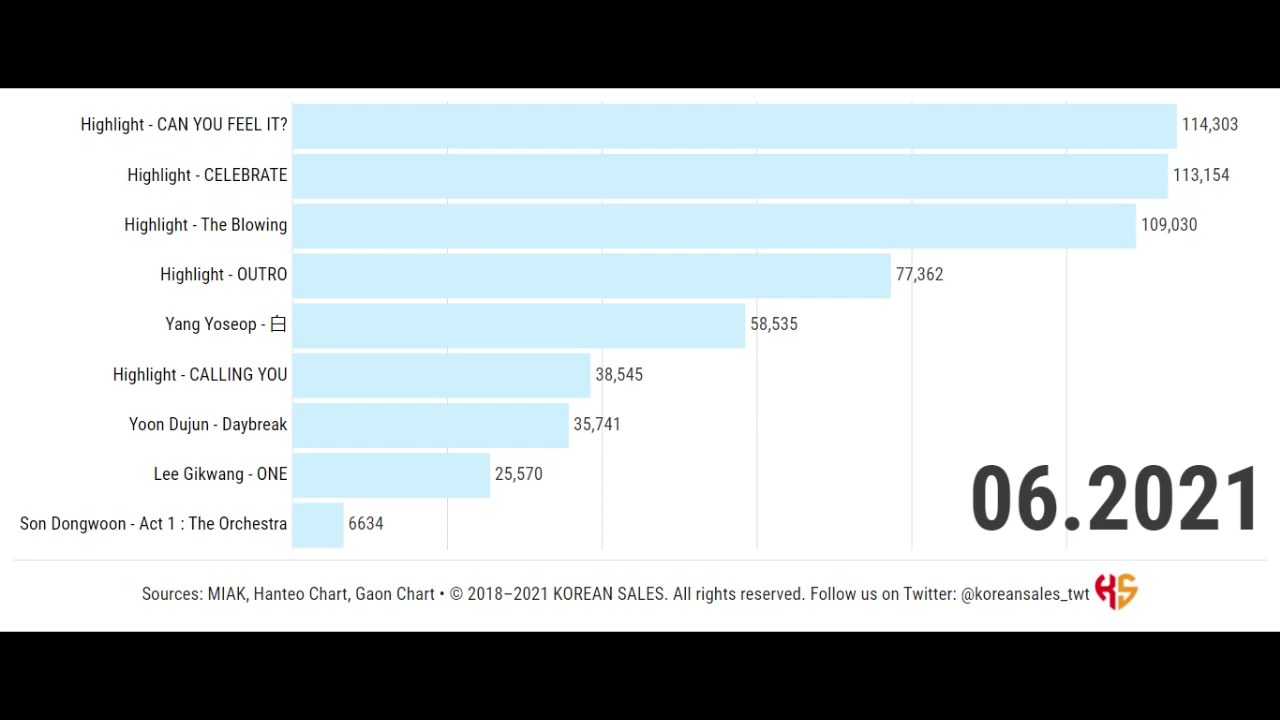 Highlight - CAN YOU FEEL IT? 114,303
Highlight - CELEBRATE 113,154
Highlight - The Blowing 109,030
Highlight - OUTRO 77,362
Yang Yoseop - 白 58,535
Highlight - CALLING YOU 38,545
Yoon Dujun - Daybreak 35,741
Lee Gikwang - ONE 25,570
Son Dongwoon - Act 1 : The Orchestra 6634
06.2021
Sources: MIAK, Hanteo Chart, Gaon Chart • © 2018–2021 KOREAN SALES. All rights reserved. Follow us on Twitter: @koreansales_twt KS